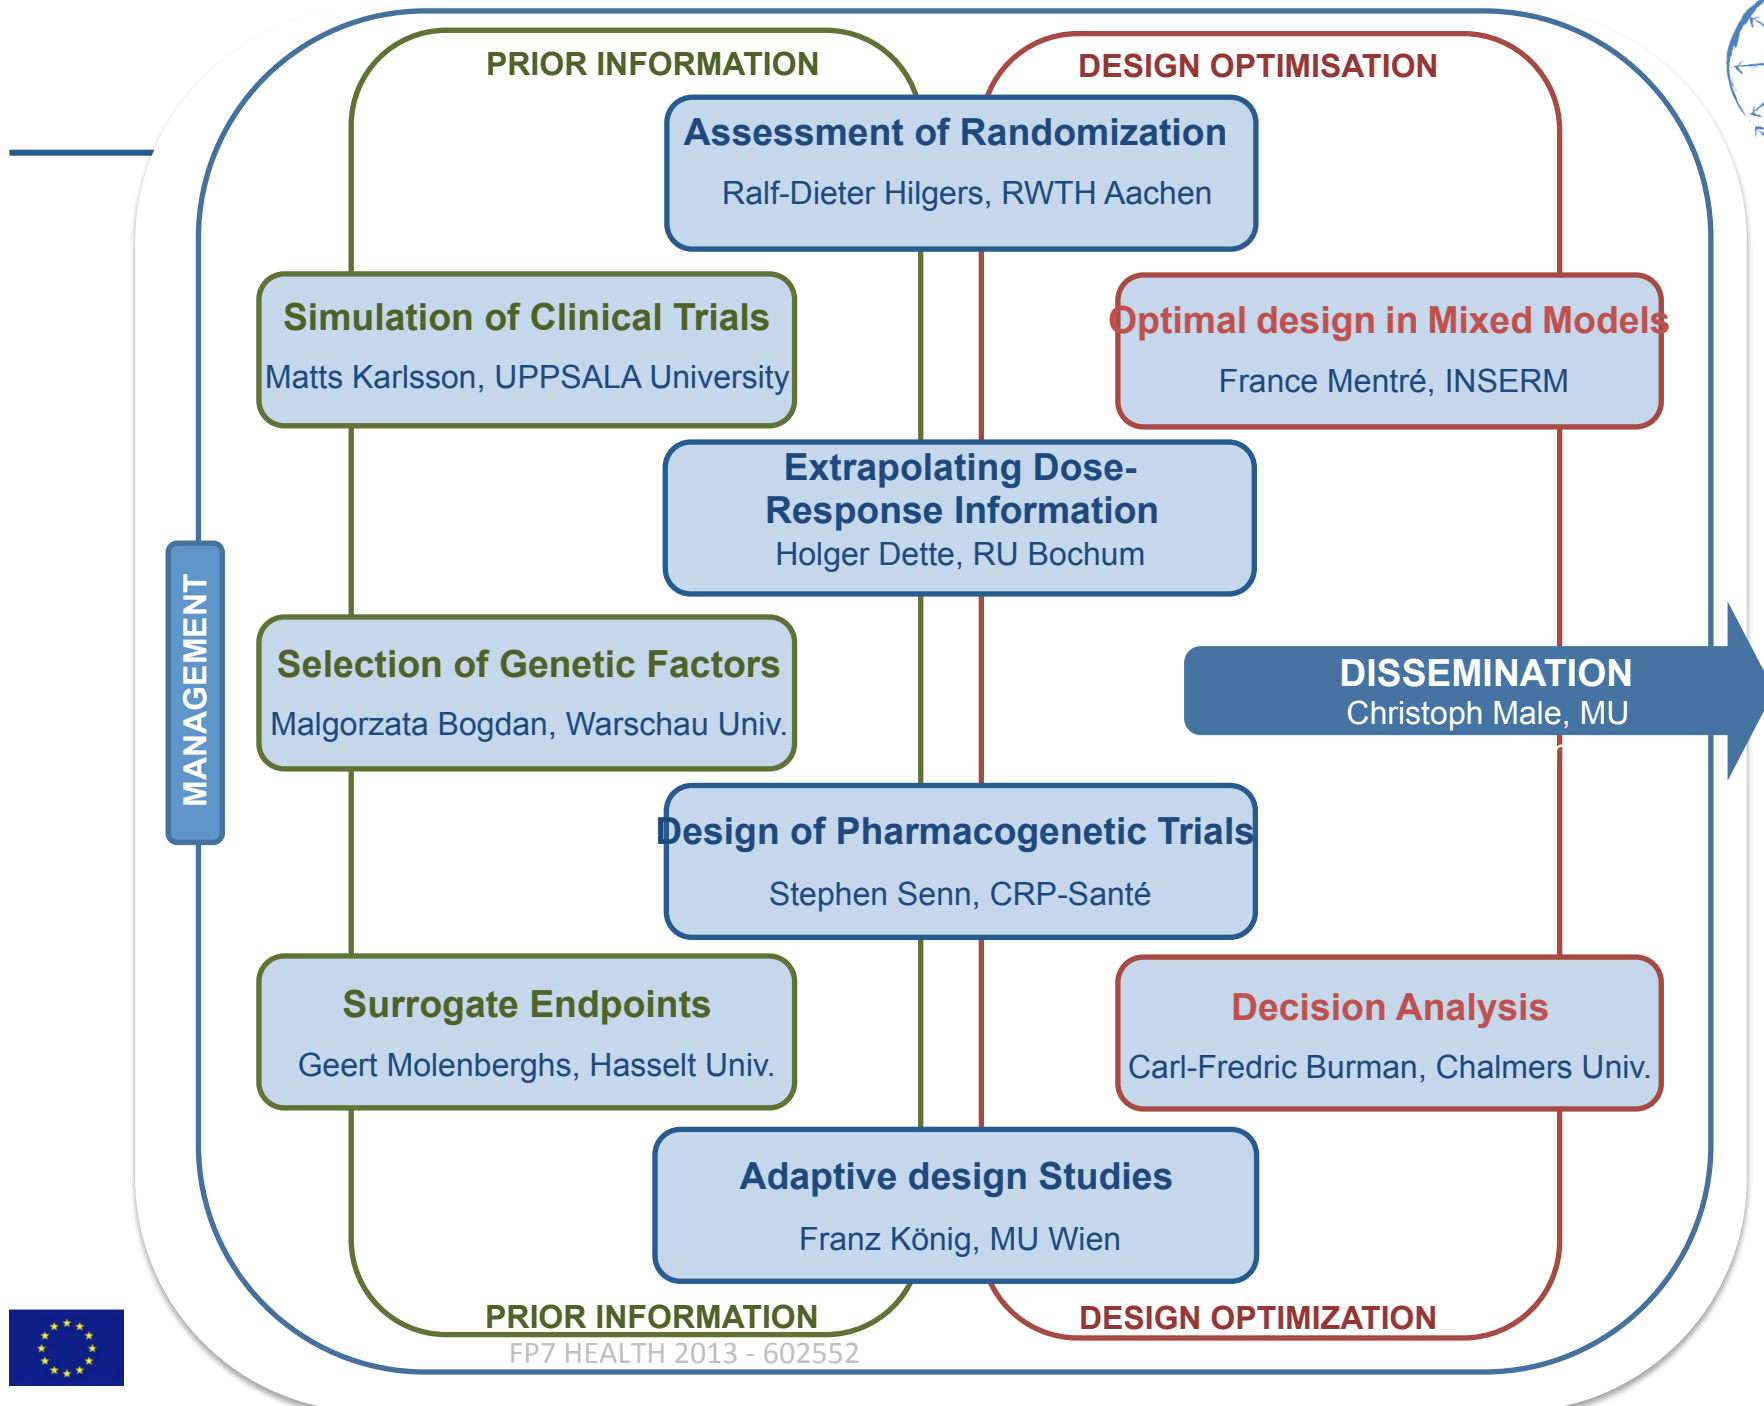 PRIOR INFORMATION
DESIGN OPTIMISATION
Assessment of Randomization
Ralf-Dieter Hilgers, RWTH Aachen
Simulation of Clinical Trials
Matts Karlsson, UPPSALA University
Optimal design in Mixed Models
France Mentré, INSERM
Extrapolating Dose-
Response Information
Holger Dette, RU Bochum
MANAGEMENT
Selection of Genetic Factors
Malgorzata Bogdan, Warschau Univ.
DISSEMINATION
Christoph Male, MU
Design of Pharmacogenetic Trials
Stephen Senn, CRP-Santé
Surrogate Endpoints
Geert Molenberghs, Hasselt Univ.
Decision Analysis
Carl-Fredric Burman, Chalmers Univ.
Adaptive design Studies
Franz König, MU Wien
PRIOR INFORMATION
DESIGN OPTIMIZATION
FP7 HEALTH 2013 - 602552